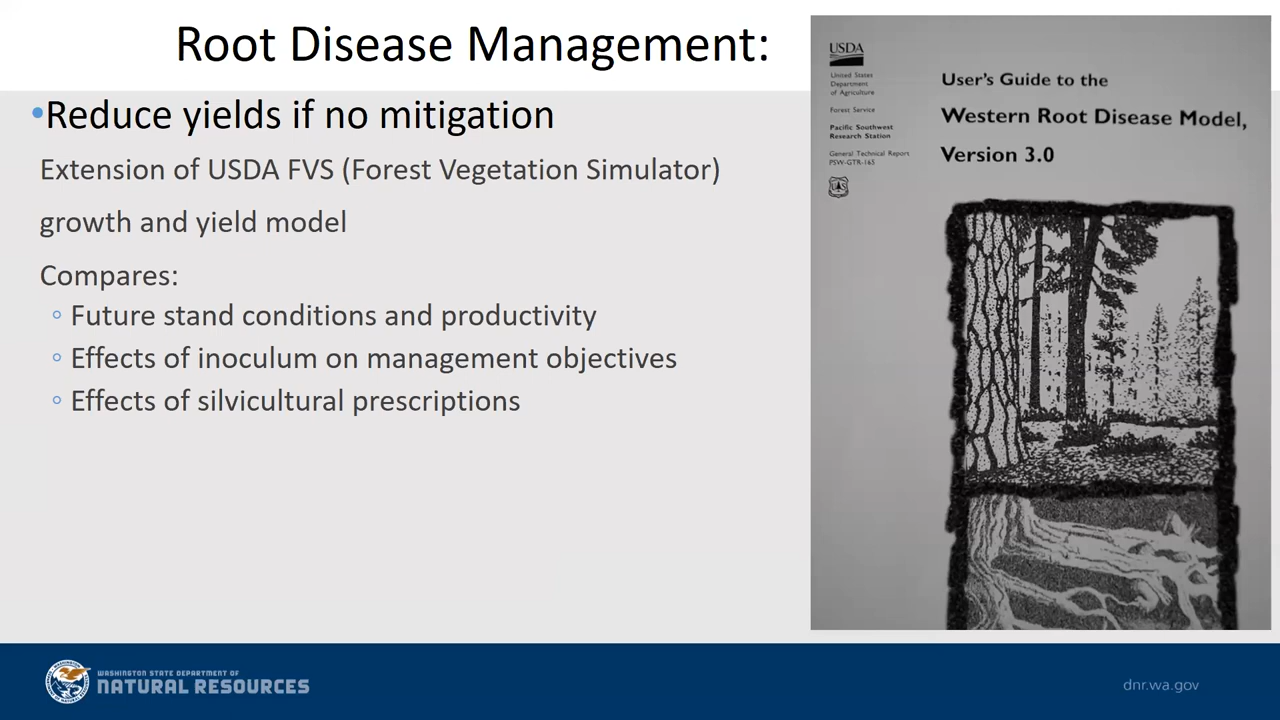 Root Disease Management:
•Reduce yields if no mitigation
Extension of USDA FVS (Forest Vegetation Simulator)
growth and yield model
Compares:
◦ Future stand conditions and productivity
◦ Effects of inoculum on management objectives
◦ Effects of silvicultural prescriptions
USDA
United States
Department
of Agriculture
Forest Service
Pacific Southwest
Research Station
General Technical Report
PSW-GTR-165
User's Guide to the
Western Root Disease Model,
Version 3.0
WASHINGTON STATE DEPARTMENT OF
NATURAL RESOURCES
dnr.wa.gov